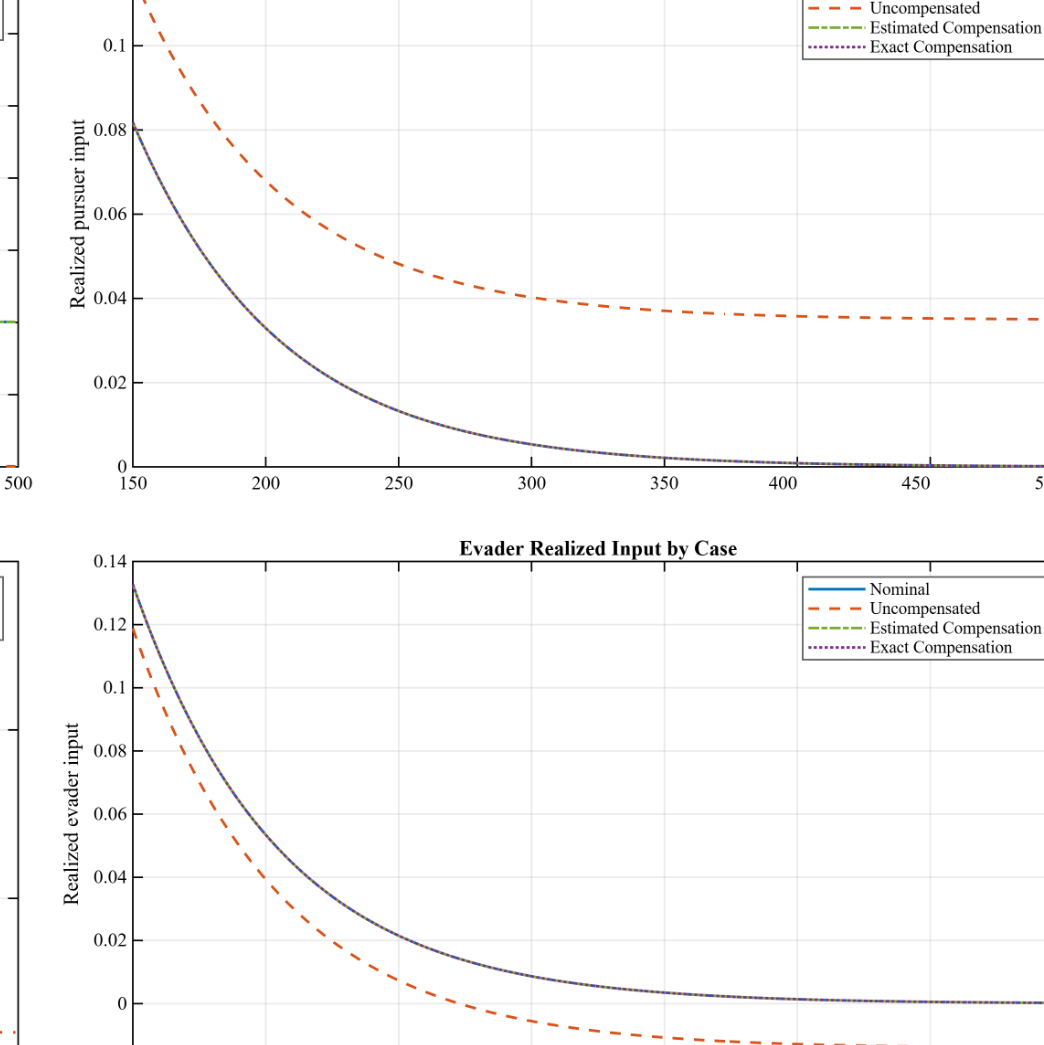 Uncompensated
Estimated Compensation
Exact Compensation
0.1
0.08
0.06
0.04
0.02
0
Realized pursuer input
500
150
200
250
300
350
400
450
5
Evader Realized Input by Case
0.14
0.12
0.1
0.08
0.06
0.04
0.02
0
Realized evader input
Nominal
Uncompensated
Estimated Compensation
Exact Compensation